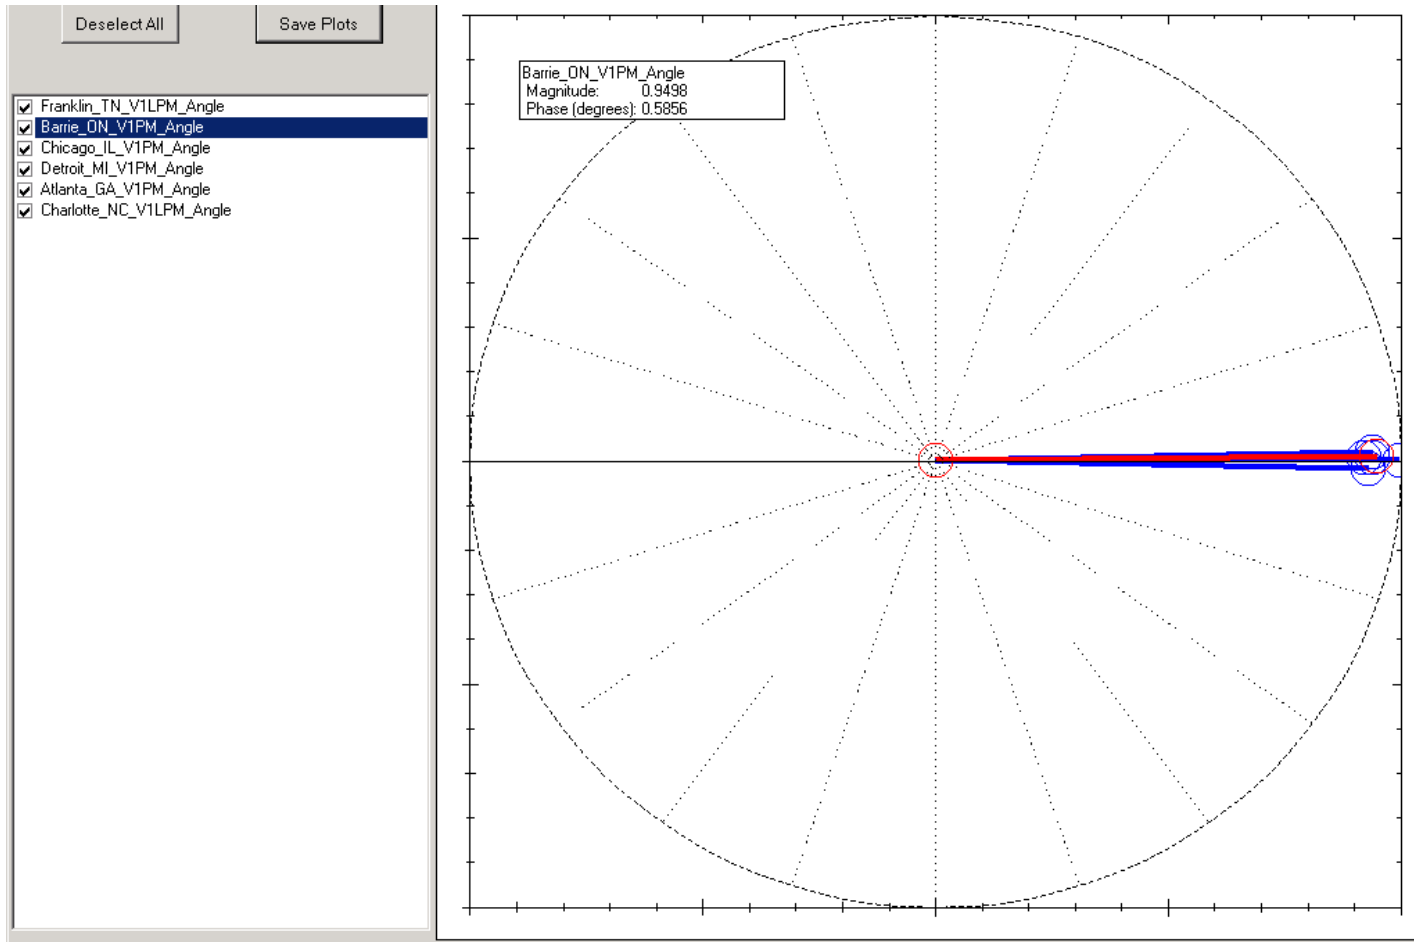 Deselect All
Save Plots
Franklin_TN_V1LPM_Angle
Barrie_ON_V1PM_Angle
Chicago_IL_V1PM_Angle
Detroit_MI_V1PM_Angle
Atlanta_GA_V1PM_Angle
Charlotte_NC_V1LPM_Angle
Barrie_ON_V1PM_Angle
Magnitude: 0.9498
Phase (degrees): 0.5856